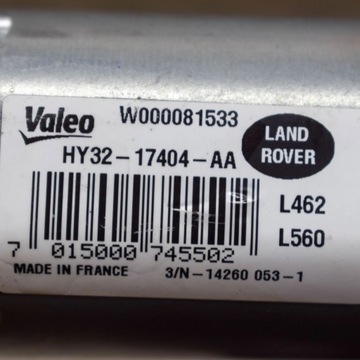 Valeo W000081533
LAND ROVER
HY32-17404-AA
L462
L560
7 015000 745502
MADE IN FRANCE 3/N-14260 053-1